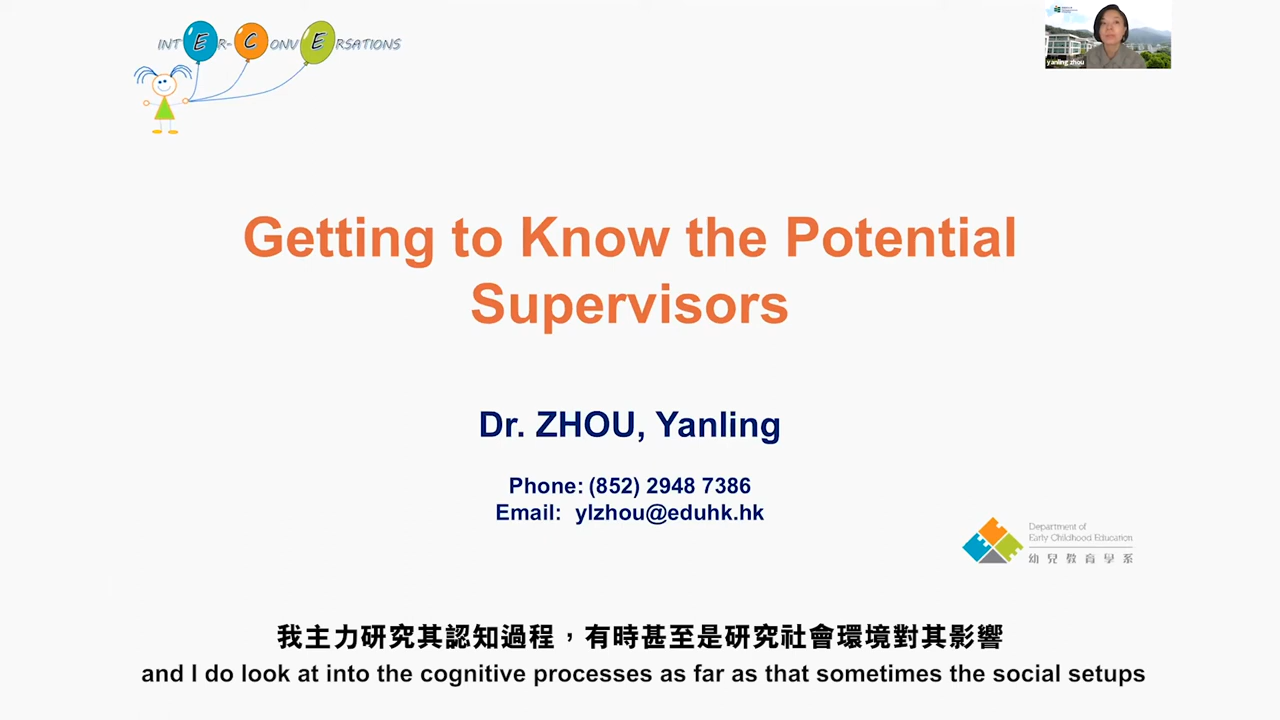 INTER-CONVERSATIONS
yanling zhou
Getting to Know the Potential
Supervisors
Dr. ZHOU, Yanling
Phone: (852) 2948 7386
Email: ylzhou@eduhk.hk
Department of
Early Childhood Education
幼兒教育學系
我主力研究其認知過程，有時甚至是研究社會環境對其影響
and I do look at into the cognitive processes as far as that sometimes the social setups